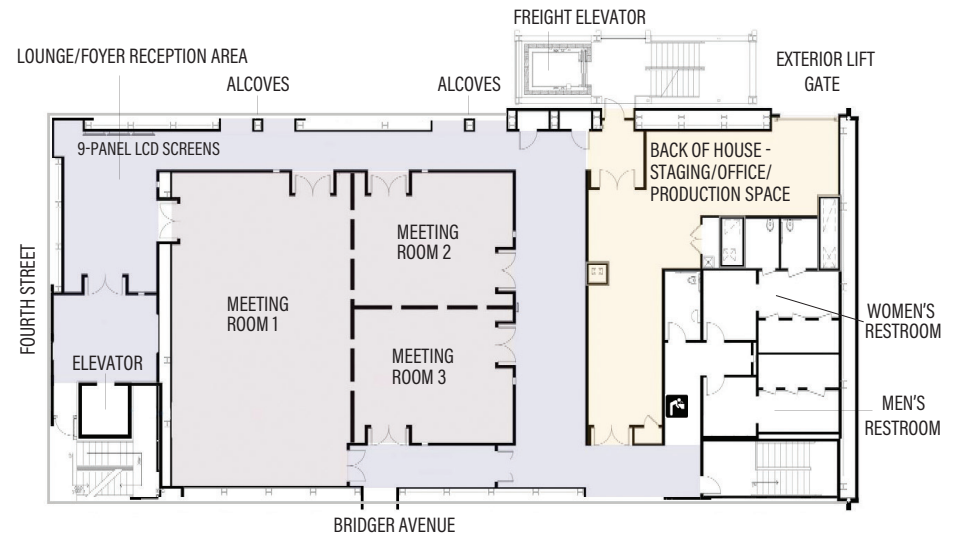 FREIGHT ELEVATOR
LOUNGE/FOYER RECEPTION AREA
EXTERIOR LIFT
GATE
ALCOVES
ALCOVES
9-PANEL LCD SCREENS
BACK OF HOUSE -
STAGING/OFFICE/
PRODUCTION SPACE
MEETING
ROOM 2
FOURTH STREET
MEETING
ROOM 1
WOMEN'S
RESTROOM
ELEVATOR
MEETING
ROOM 3
MEN'S
RESTROOM
BRIDGER AVENUE